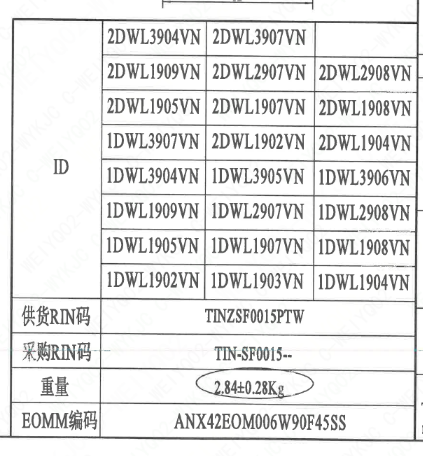 2DWL3904VN 2DWL3907VN
2DWL1909VN 2DWL2907VN 2DWL2908VN
2DWL1905VN 2DWL1907VN 2DWL1908VN
1DWL3907VN 2DWL1902VN 2DWL1904VN
ID
1DWL3904VN 1DWL3905VN 1DWL3906VN
1DWL1909VN 1DWL2907VN 1DWL2908VN
1DWL1905VN 1DWL1907VN 1DWL1908VN
1DWL1902VN 1DWL1903VN 1DWL1904VN
供货RIN码 TINZSF0015PTW
采购RIN码 TIN-SF0015--
重量 2.84±0.28Kg
EOMM编码 ANX42EOM006W90F45SS